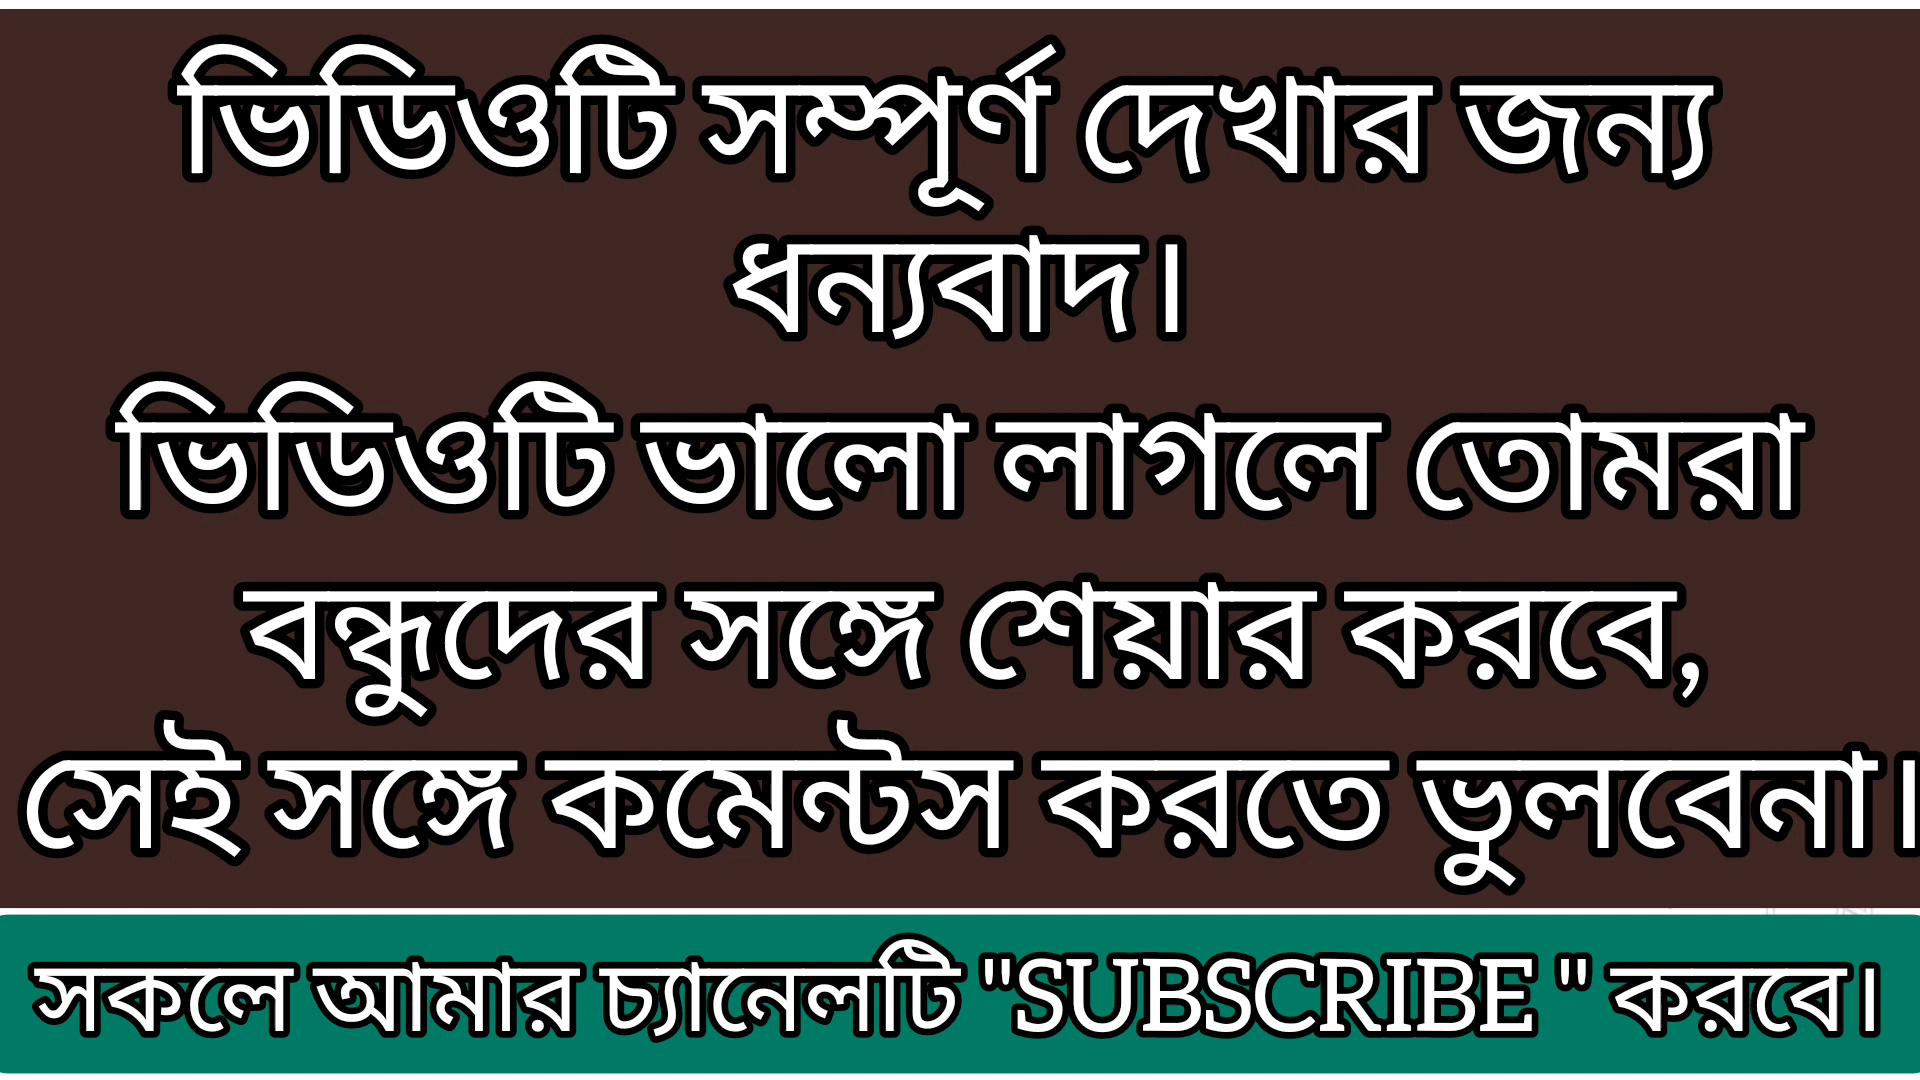 ভিডিওটি সম্পূর্ণ দেখার জন্য
ধন্যবাদ।
ভিডিওটি ভালো লাগলে তোমরা
বন্ধুদের সঙ্গে শেয়ার করবে,
সেই সঙ্গে কমেন্টস করতে ভুলবেনা।
সকলে আমার চ্যানেলটি "SUBSCRIBE " করবে।